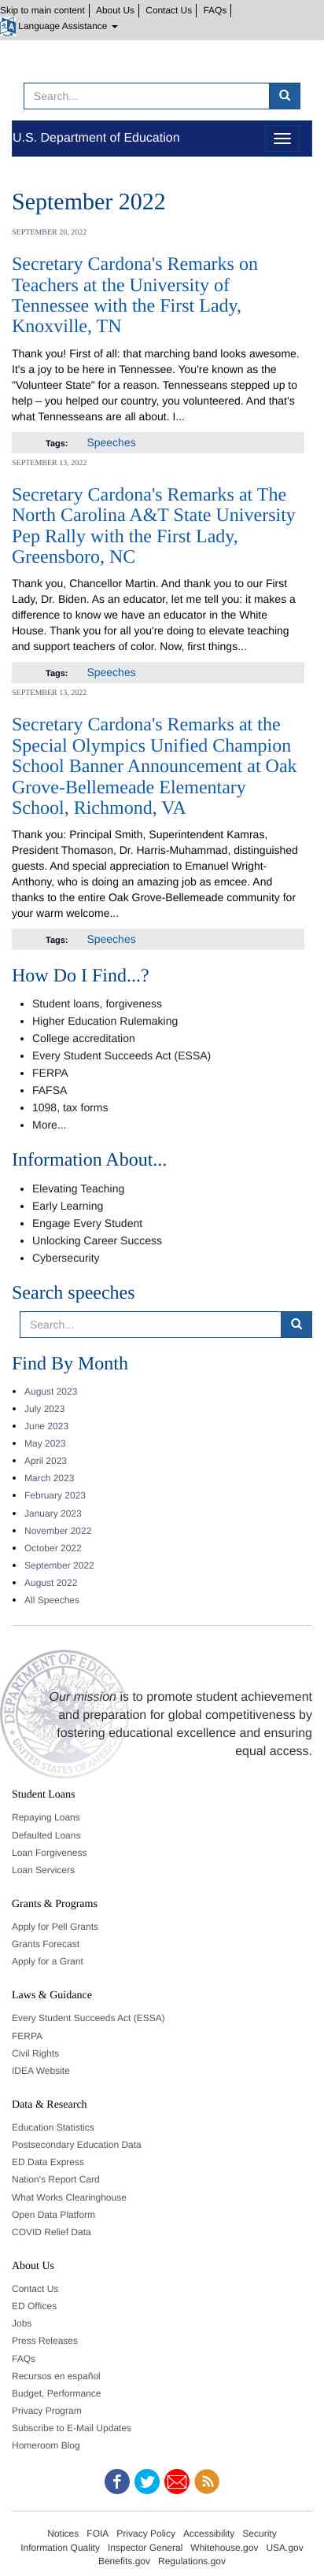 Skip to main content
About Us
Contact Us
FAQs
Language Assistance
Search...
U.S. Department of Education
September 2022
SEPTEMBER 20, 2022
Secretary Cardona's Remarks on
Teachers at the University of
Tennessee with the First Lady,
Knoxville, TN
Thank you! First of all: that marching band looks awesome.
It's a joy to be here in Tennessee. You're known as the
"Volunteer State" for a reason. Tennesseans stepped up to
help – you helped our country, you volunteered. And that's
what Tennesseans are all about. I...
Tags: Speeches
SEPTEMBER 13, 2022
Secretary Cardona's Remarks at The
North Carolina A&T State University
Pep Rally with the First Lady,
Greensboro, NC
Thank you, Chancellor Martin. And thank you to our First
Lady, Dr. Biden. As an educator, let me tell you: it makes a
difference to know we have an educator in the White
House. Thank you for all you're doing to elevate teaching
and support teachers of color. Now, first things...
Tags: Speeches
SEPTEMBER 13, 2022
Secretary Cardona's Remarks at the
Special Olympics Unified Champion
School Banner Announcement at Oak
Grove-Bellemeade Elementary
School, Richmond, VA
Thank you: Principal Smith, Superintendent Kamras,
President Thomason, Dr. Harris-Muhammad, distinguished
guests. And special appreciation to Emanuel Wright-
Anthony, who is doing an amazing job as emcee. And
thanks to the entire Oak Grove-Bellemeade community for
your warm welcome...
Tags: Speeches
How Do I Find...?
Student loans, forgiveness
Higher Education Rulemaking
College accreditation
Every Student Succeeds Act (ESSA)
FERPA
FAFSA
1098, tax forms
More...
Information About...
Elevating Teaching
Early Learning
Engage Every Student
Unlocking Career Success
Cybersecurity
Search speeches
Search...
Find By Month
August 2023
July 2023
June 2023
May 2023
April 2023
March 2023
February 2023
January 2023
November 2022
October 2022
September 2022
August 2022
All Speeches
Our mission is to promote student achievement
and preparation for global competitiveness by
fostering educational excellence and ensuring
equal access.
Student Loans
Repaying Loans
Defaulted Loans
Loan Forgiveness
Loan Servicers
Grants & Programs
Apply for Pell Grants
Grants Forecast
Apply for a Grant
Laws & Guidance
Every Student Succeeds Act (ESSA)
FERPA
Civil Rights
IDEA Website
Data & Research
Education Statistics
Postsecondary Education Data
ED Data Express
Nation's Report Card
What Works Clearinghouse
Open Data Platform
COVID Relief Data
About Us
Contact Us
ED Offices
Jobs
Press Releases
FAQs
Recursos en español
Budget, Performance
Privacy Program
Subscribe to E-Mail Updates
Homeroom Blog
Notices FOIA Privacy Policy Accessibility Security
Information Quality Inspector General Whitehouse.gov USA.gov
Benefits.gov Regulations.gov